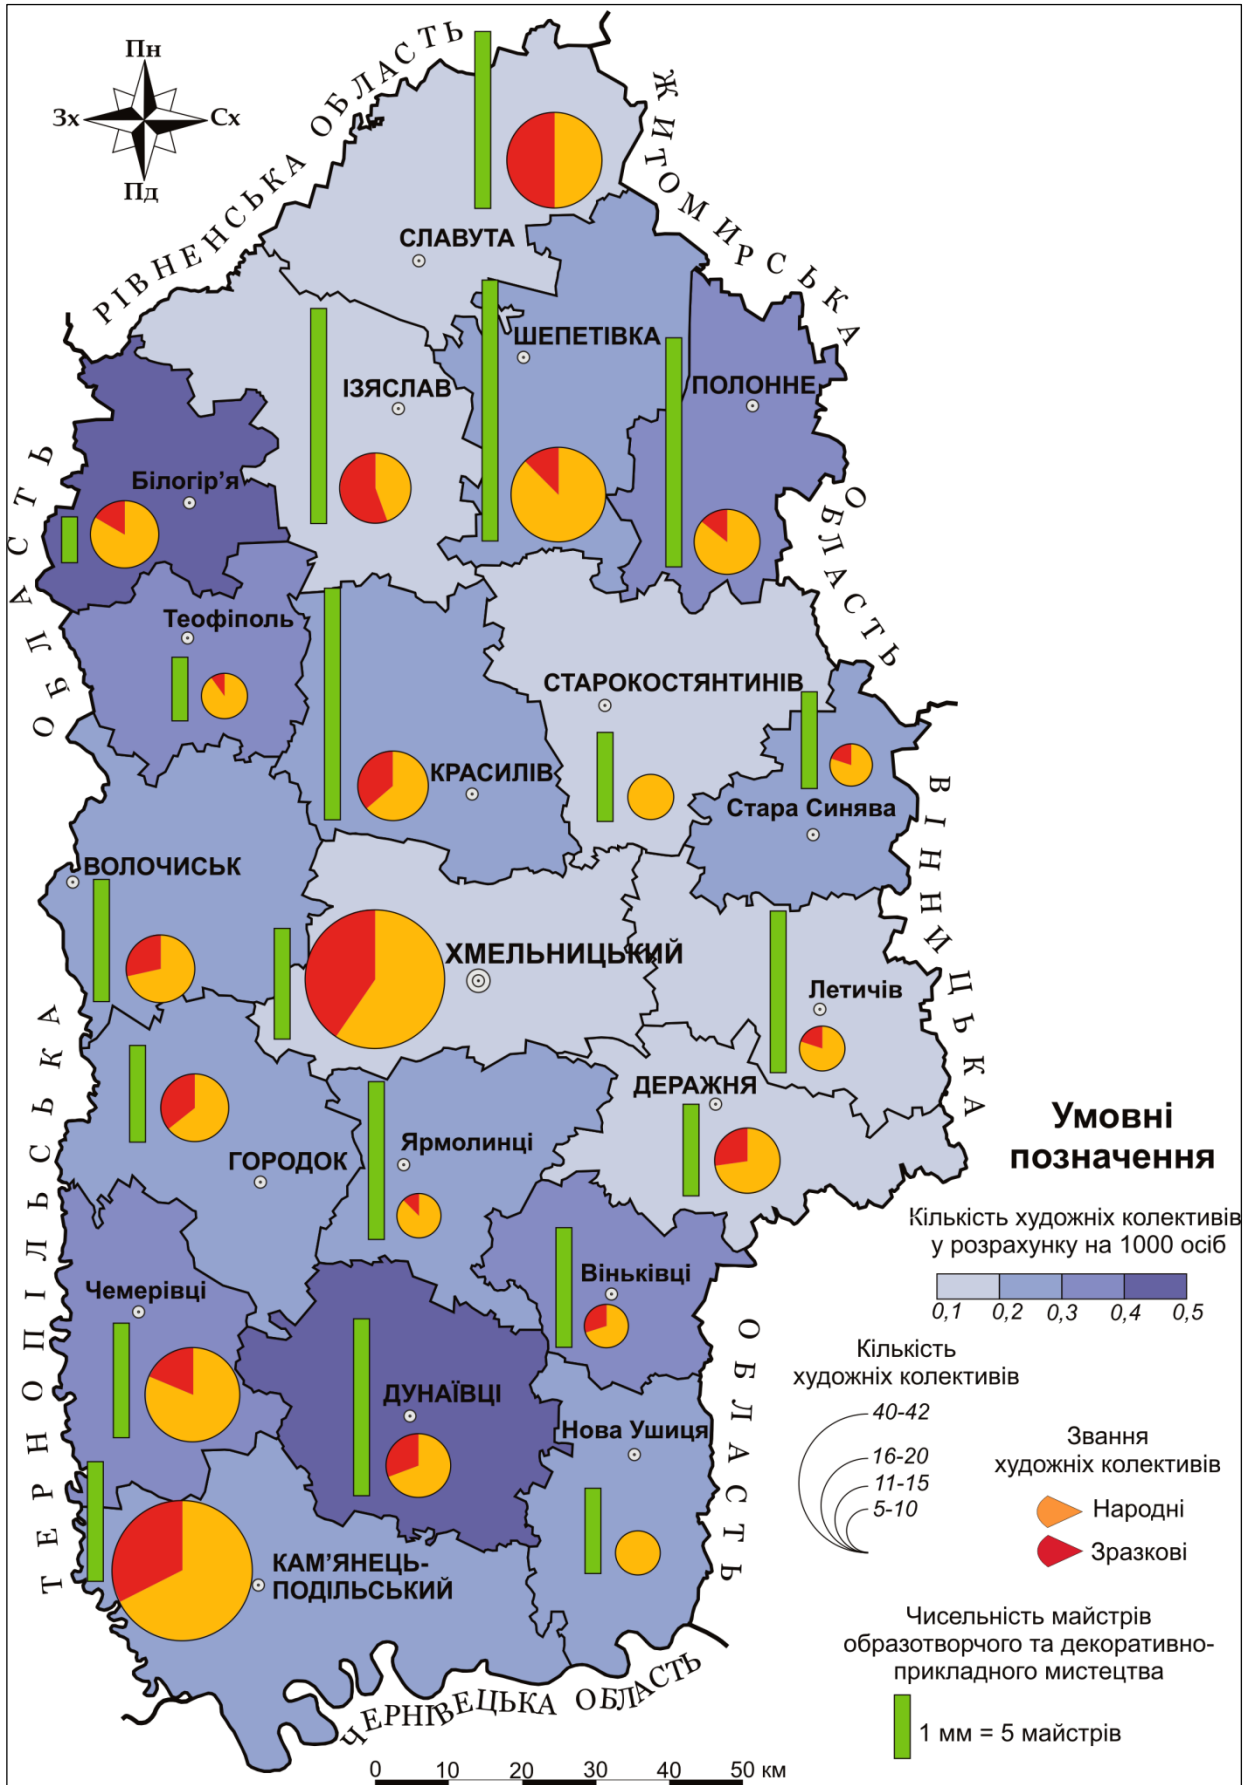 Пн
Зх
Сх
Пд
РІВНЕНСЬКА ОБЛАСТЬ
ЖИТОМИРСЬКА ОБЛАСТЬ
СЛАВУТА
ШЕПЕТІВКА
ІЗЯСЛАВ
ПОЛОННЕ
Білогір'я
Теофіполь
СТАРОКОСТЯНТИНІВ
КРАСИЛІВ
Стара Синява
ВОЛОЧИСЬК
ХМЕЛЬНИЦЬКИЙ
Летичів
ДЕРАЖНЯ
Ярмолинці
ГОРОДОК
Віньківці
Чемерівці
ДУНАЇВЦІ
Нова Ушиця
КАМ'ЯНЕЦЬ-
ПОДІЛЬСЬКИЙ
ТЕРНОПІЛЬСЬКА ОБЛАСТЬ
ВІННИЦЬКА ОБЛАСТЬ
ЧЕРНІВЕЦЬКА ОБЛАСТЬ
0 10 20 30 40 50 км
Умовні
позначення
Кількість художніх колективів
у розрахунку на 1000 осіб
0,1 0,2 0,3 0,4 0,5
Кількість
художніх колективів
40-42
16-20
11-15
5-10
Звання
художніх колективів
Народні
Зразкові
Чисельність майстрів
образотворчого та декоративно-
прикладного мистецтва
1 мм = 5 майстрів